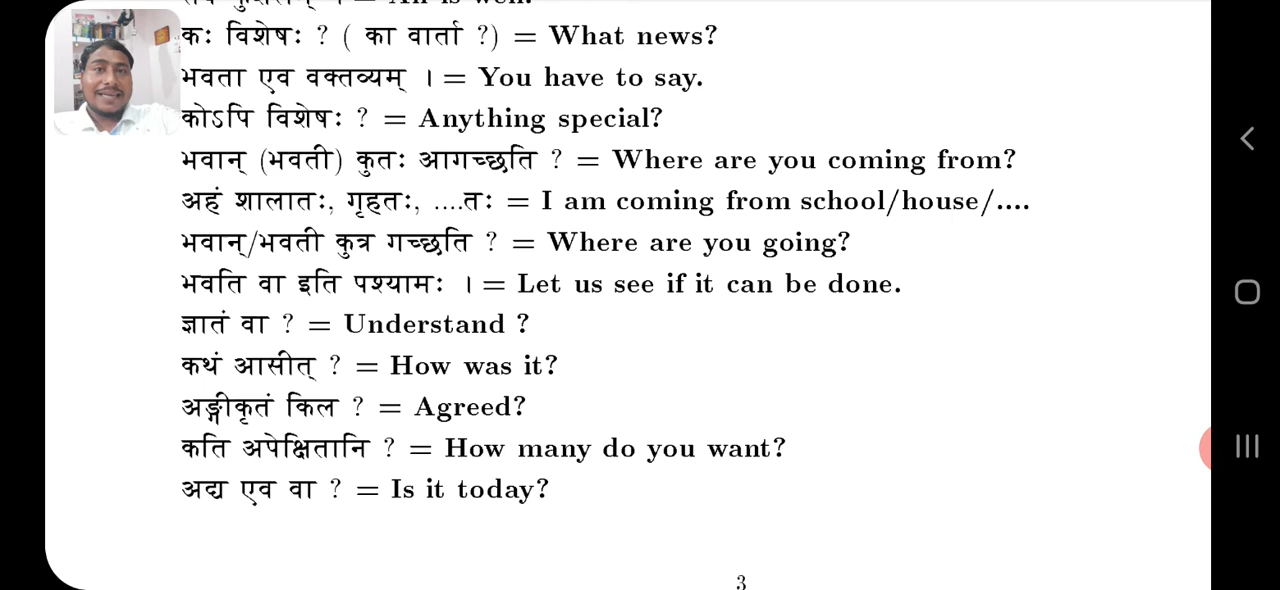 कः विशेषः ? ( का वार्ता ?) = What news?
भवता एव वक्तव्यम् । = You have to say.
कोऽपि विशेषः ? = Anything special?
भवान् (भवती) कुतः आगच्छति ? = Where are you coming from?
अहं शालातः, गृहतः, ....तः = I am coming from school/house/....
भवान्/भवती कुत्र गच्छति ? = Where are you going?
भवति वा इति पश्यामः । = Let us see if it can be done.
ज्ञातं वा ? = Understand ?
कथं आसीत् ? = How was it?
अङ्गीकृतं किल ? = Agreed?
कति अपेक्षितानि ? = How many do you want?
अद्य एव वा ? = Is it today?
3